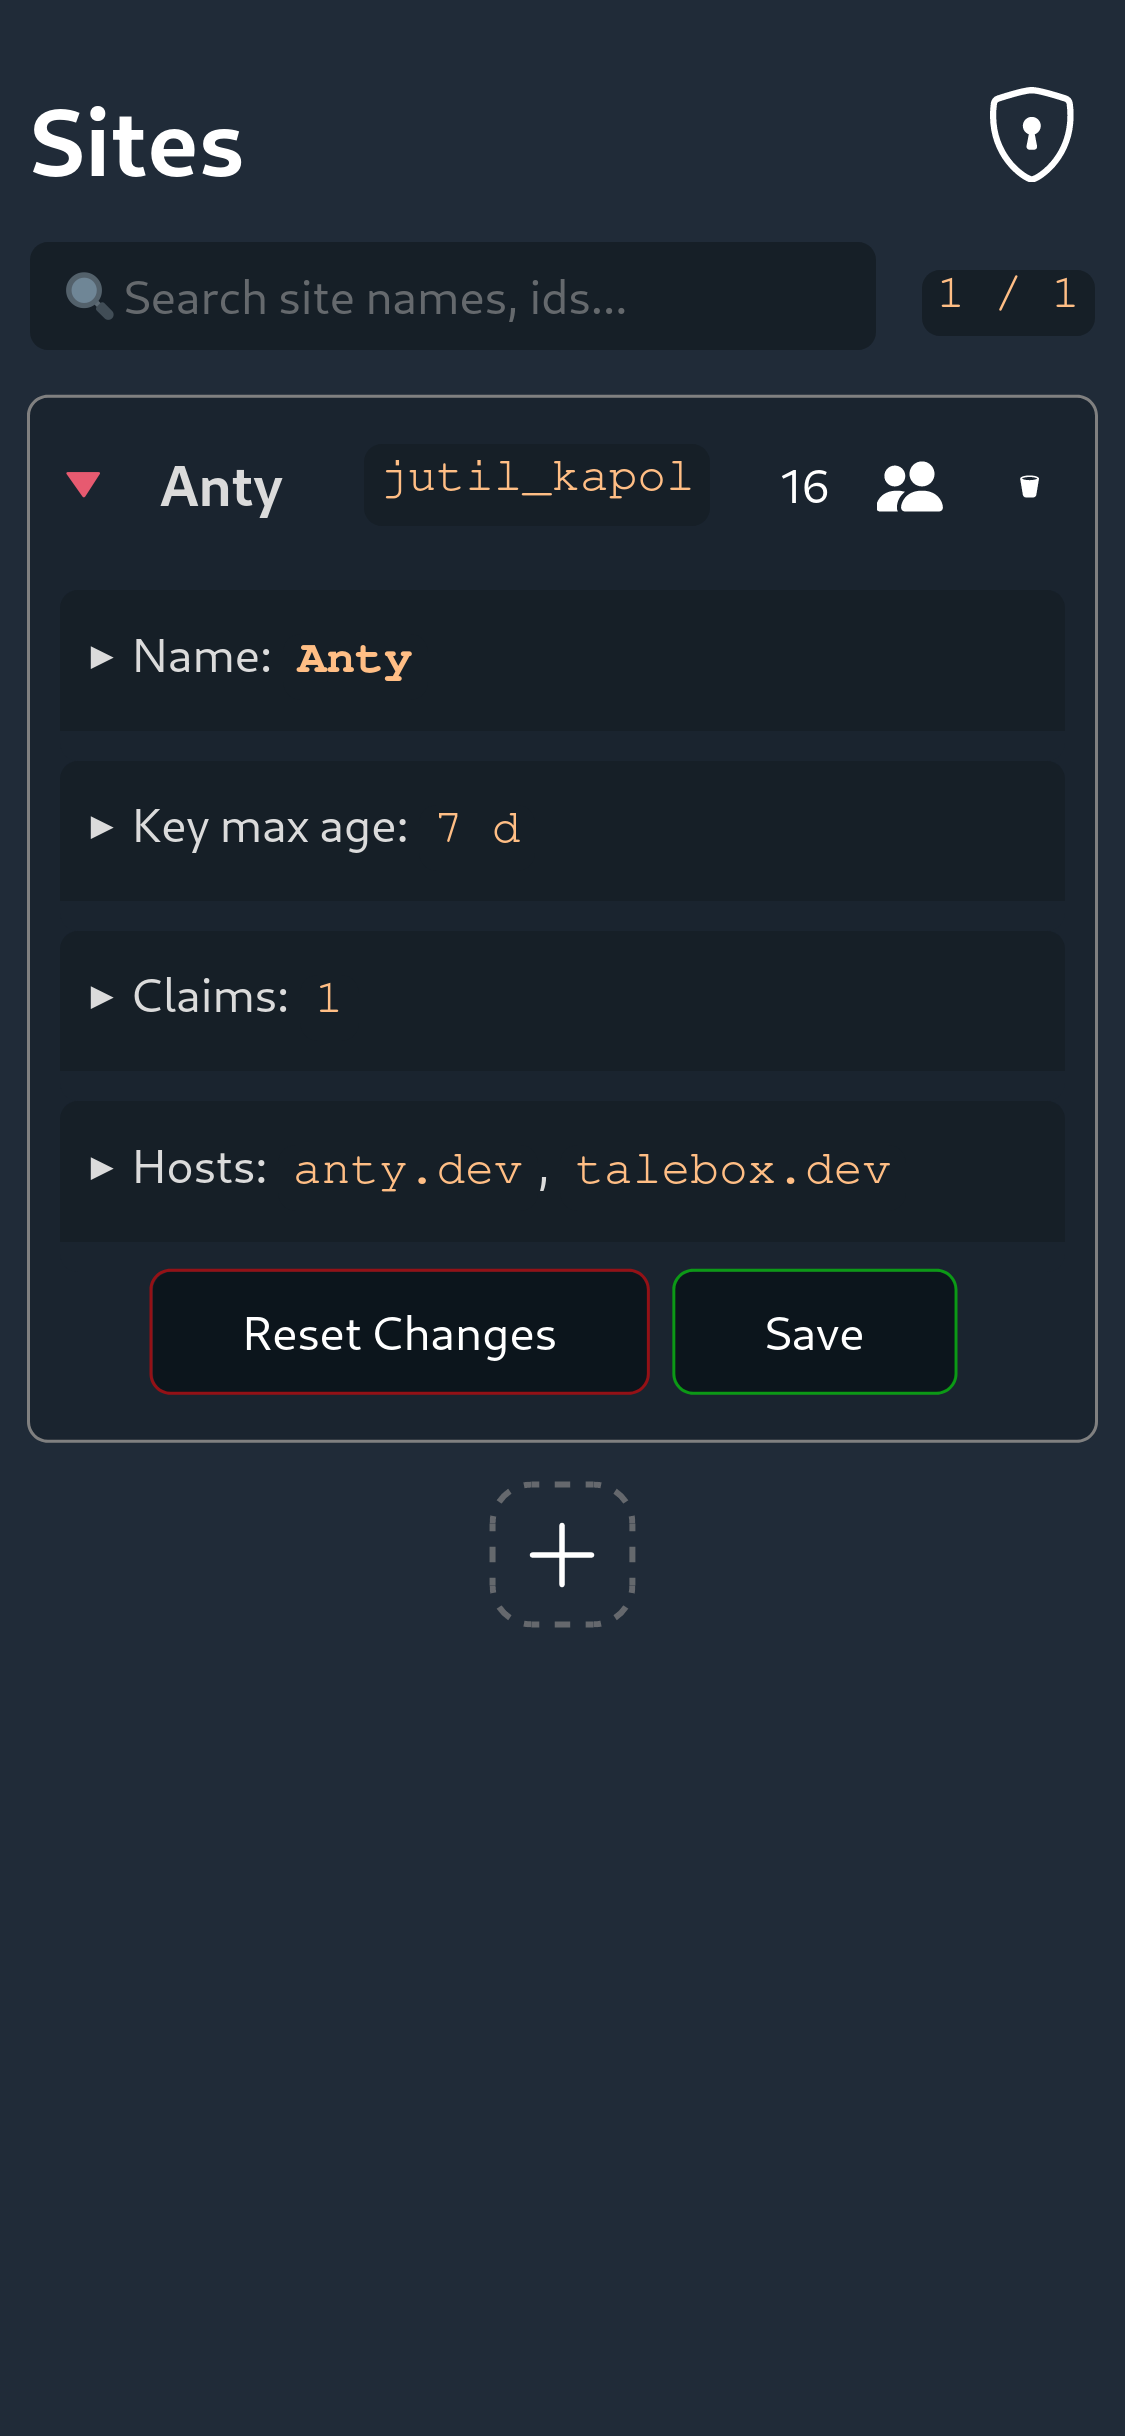 Sites
Search site names, ids...
1 / 1
Anty jutil_kapol 16
Name: Anty
Key max age: 7 d
Claims: 1
Hosts: anty.dev, talebox.dev
Reset Changes
Save